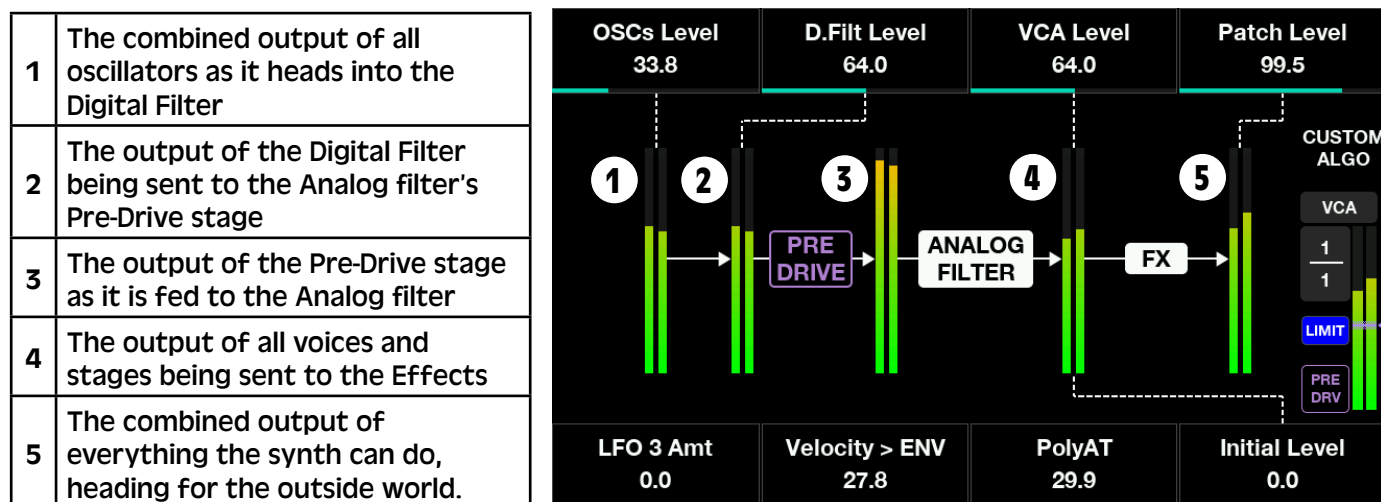 1
The combined output of all
oscillators as it heads into the
Digital Filter
2
The output of the Digital Filter
being sent to the Analog filter's
Pre-Drive stage
3
The output of the Pre-Drive stage
as it is fed to the Analog filter
4
The output of all voices and
stages being sent to the Effects
5
The combined output of
everything the synth can do,
heading for the outside world.
OSCs Level
33.8
D.Filt Level
64.0
VCA Level
64.0
Patch Level
99.5
CUSTOM
ALGO
1
2
3
4
5
VCA
1
1
PRE
DRIVE
ANALOG
FILTER
FX
LIMIT
PRE
DRV
LFO 3 Amt
0.0
Velocity > ENV
27.8
PolyAT
29.9
Initial Level
0.0